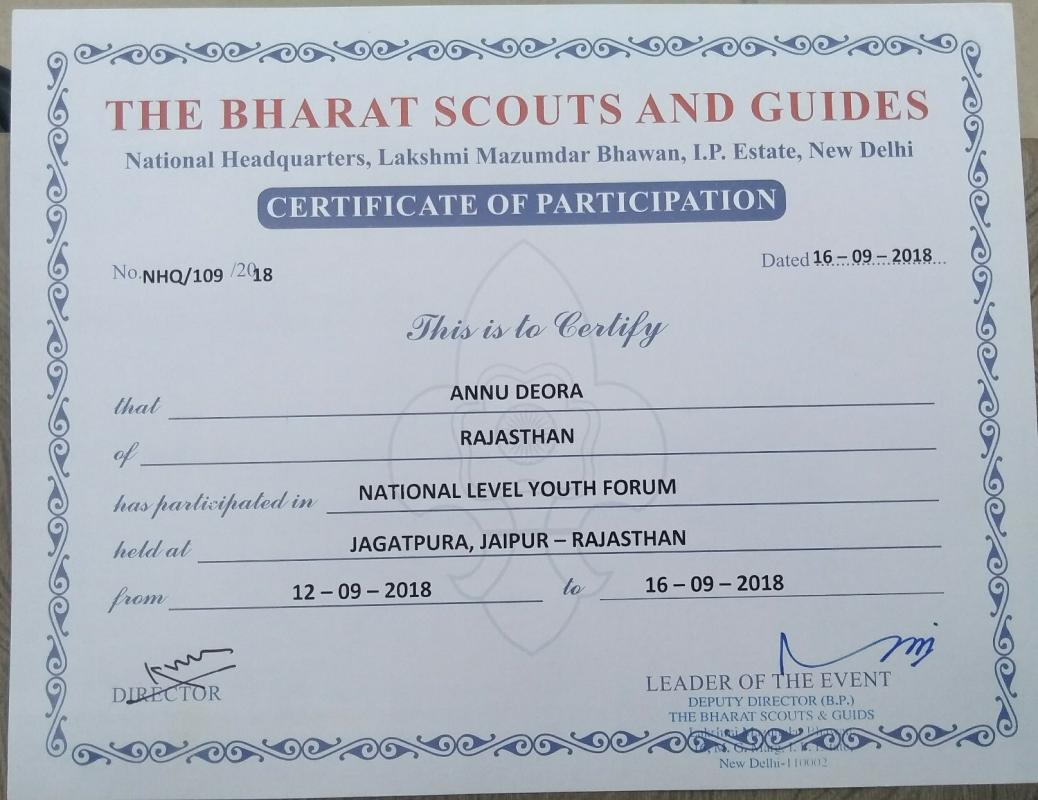 THE BHARAT SCOUTS AND GUIDES
National Headquarters, Lakshmi Mazumdar Bhawan, I.P. Estate, New Delhi
CERTIFICATE OF PARTICIPATION
No. NHQ/109 /2018 Dated 16 – 09 – 2018
This is to Certify
that ANNU DEORA
of RAJASTHAN
has participated in NATIONAL LEVEL YOUTH FORUM
held at JAGATPURA, JAIPUR – RAJASTHAN
from 12 – 09 – 2018 to 16 – 09 – 2018
DIRECTOR
LEADER OF THE EVENT
DEPUTY DIRECTOR (B.P.)
THE BHARAT SCOUTS & GUIDS
New Delhi-110002